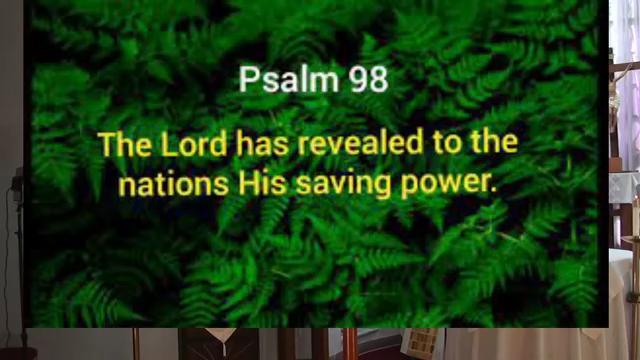 Psalm 98
The Lord has revealed to the
nations His saving power.